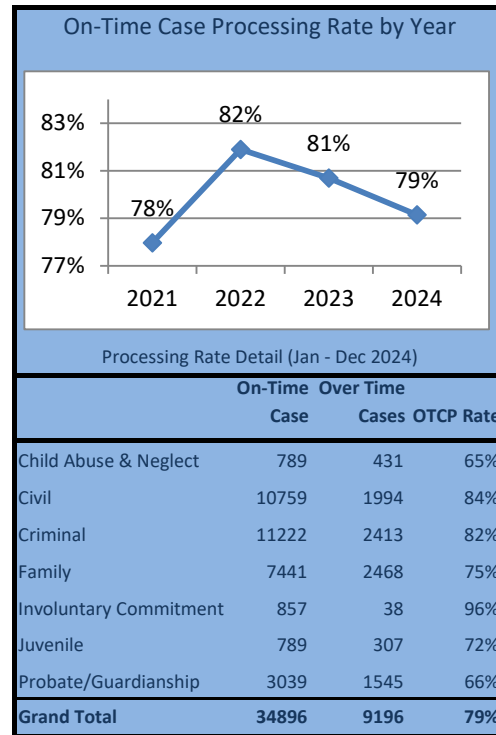 On-Time Case Processing Rate by Year
83%
81%
79%
77%
78%
82%
81%
79%
2021 2022 2023 2024
Processing Rate Detail (Jan - Dec 2024)
On-Time Over Time
Case Cases OTCP Rate
Child Abuse & Neglect 789 431 65%
Civil 10759 1994 84%
Criminal 11222 2413 82%
Family 7441 2468 75%
Involuntary Commitment 857 38 96%
Juvenile 789 307 72%
Probate/Guardianship 3039 1545 66%
Grand Total 34896 9196 79%